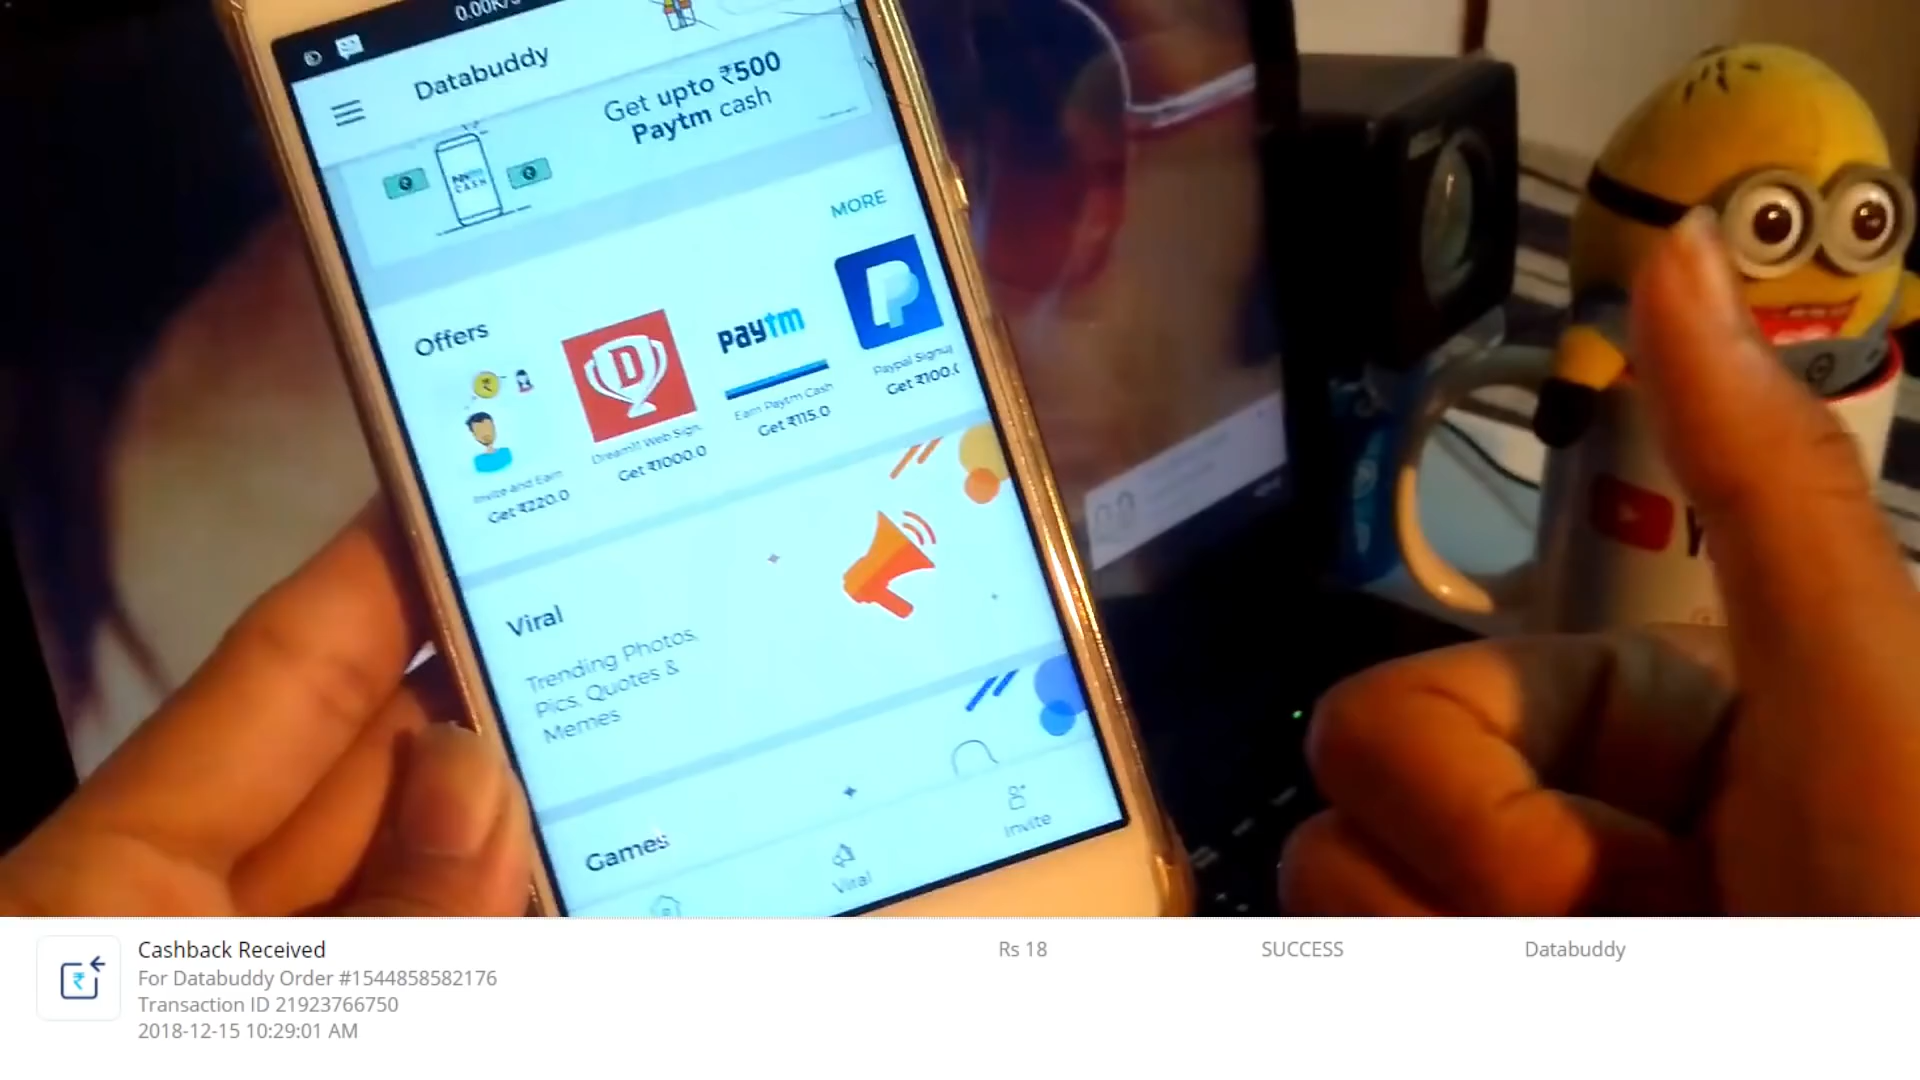 0.00K/S
Databuddy
Get upto ₹500
Paytm cash
CASH
MORE
Offers
Invite and Earn
Get ₹220.0
D
Dream11 Web Sign..
Get ₹1000.0
paytm
Earn Paytm Cash
Get ₹115.0
Paypal Signup
Get ₹100.
Viral
Trending Photos,
Pics, Quotes &
Memes
Games
Viral
Invite
Cashback Received
For Databuddy Order #1544858582176
Transaction ID 21923766750
2018-12-15 10:29:01 AM
Rs 18
SUCCESS
Databuddy